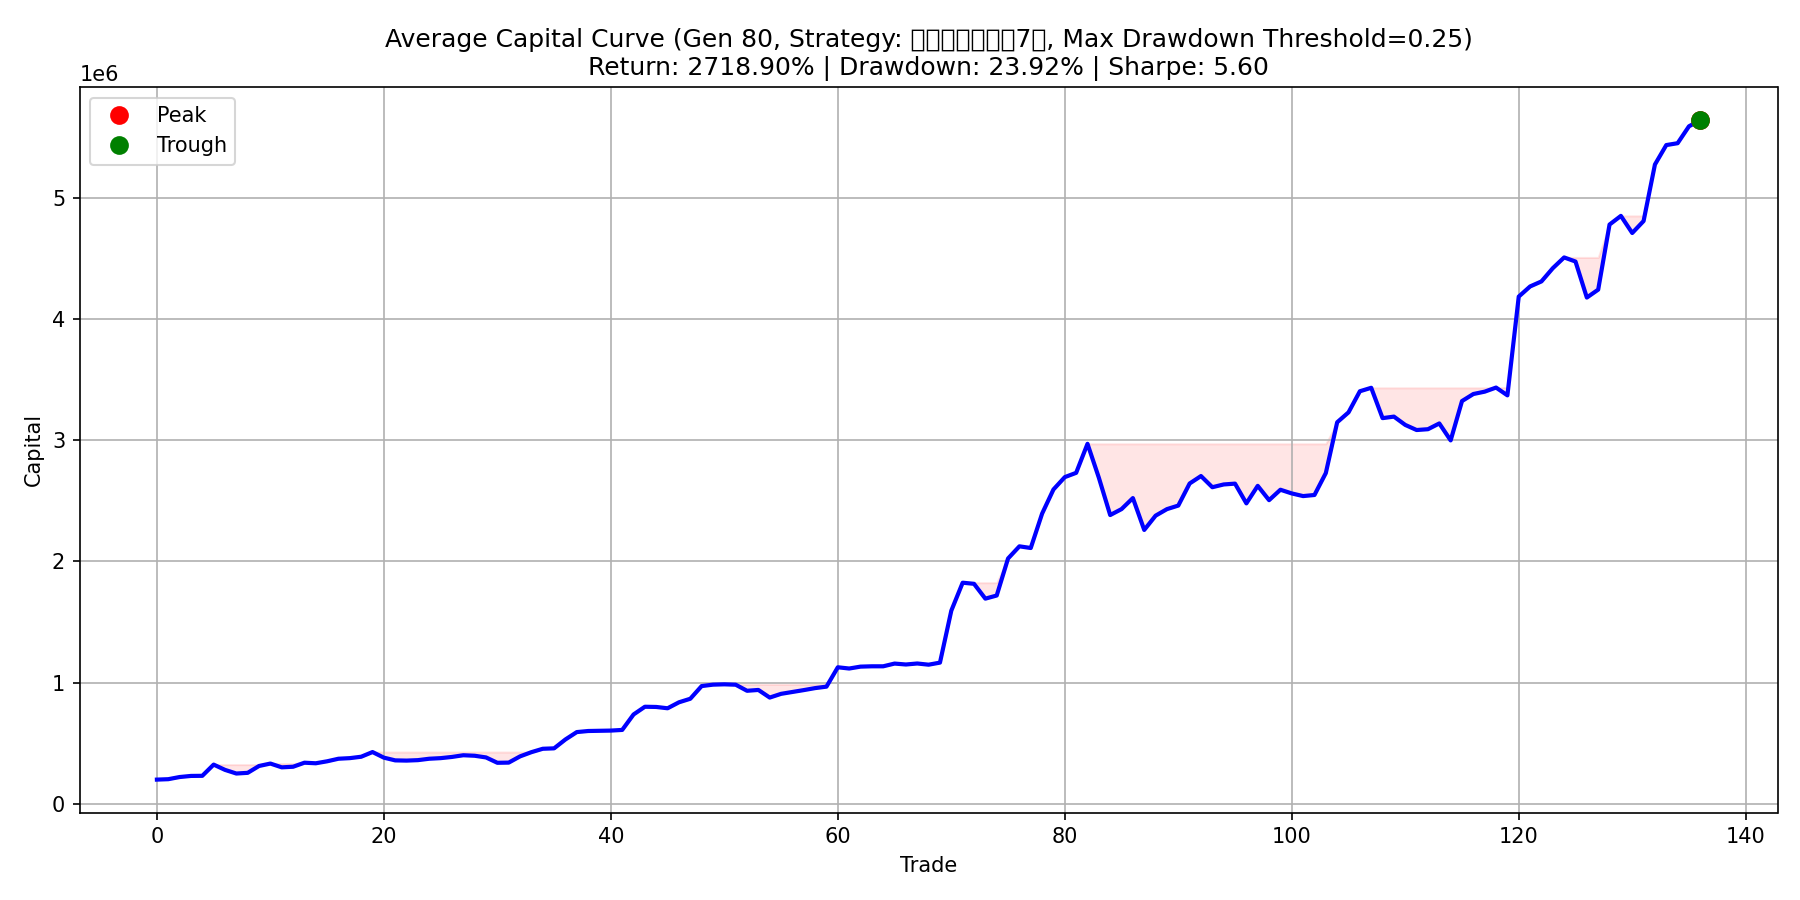 Average Capital Curve (Gen 80, Strategy: 7, Max Drawdown Threshold=0.25)
Return: 2718.90% | Drawdown: 23.92% | Sharpe: 5.60
1e6
Peak
Trough
5
4
3
2
1
0
Capital
0 20 40 60 80 100 120 140
Trade